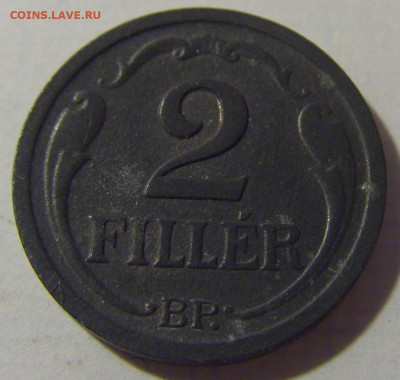 COINS.LAVE.RU
2
FILLÉR
BP.